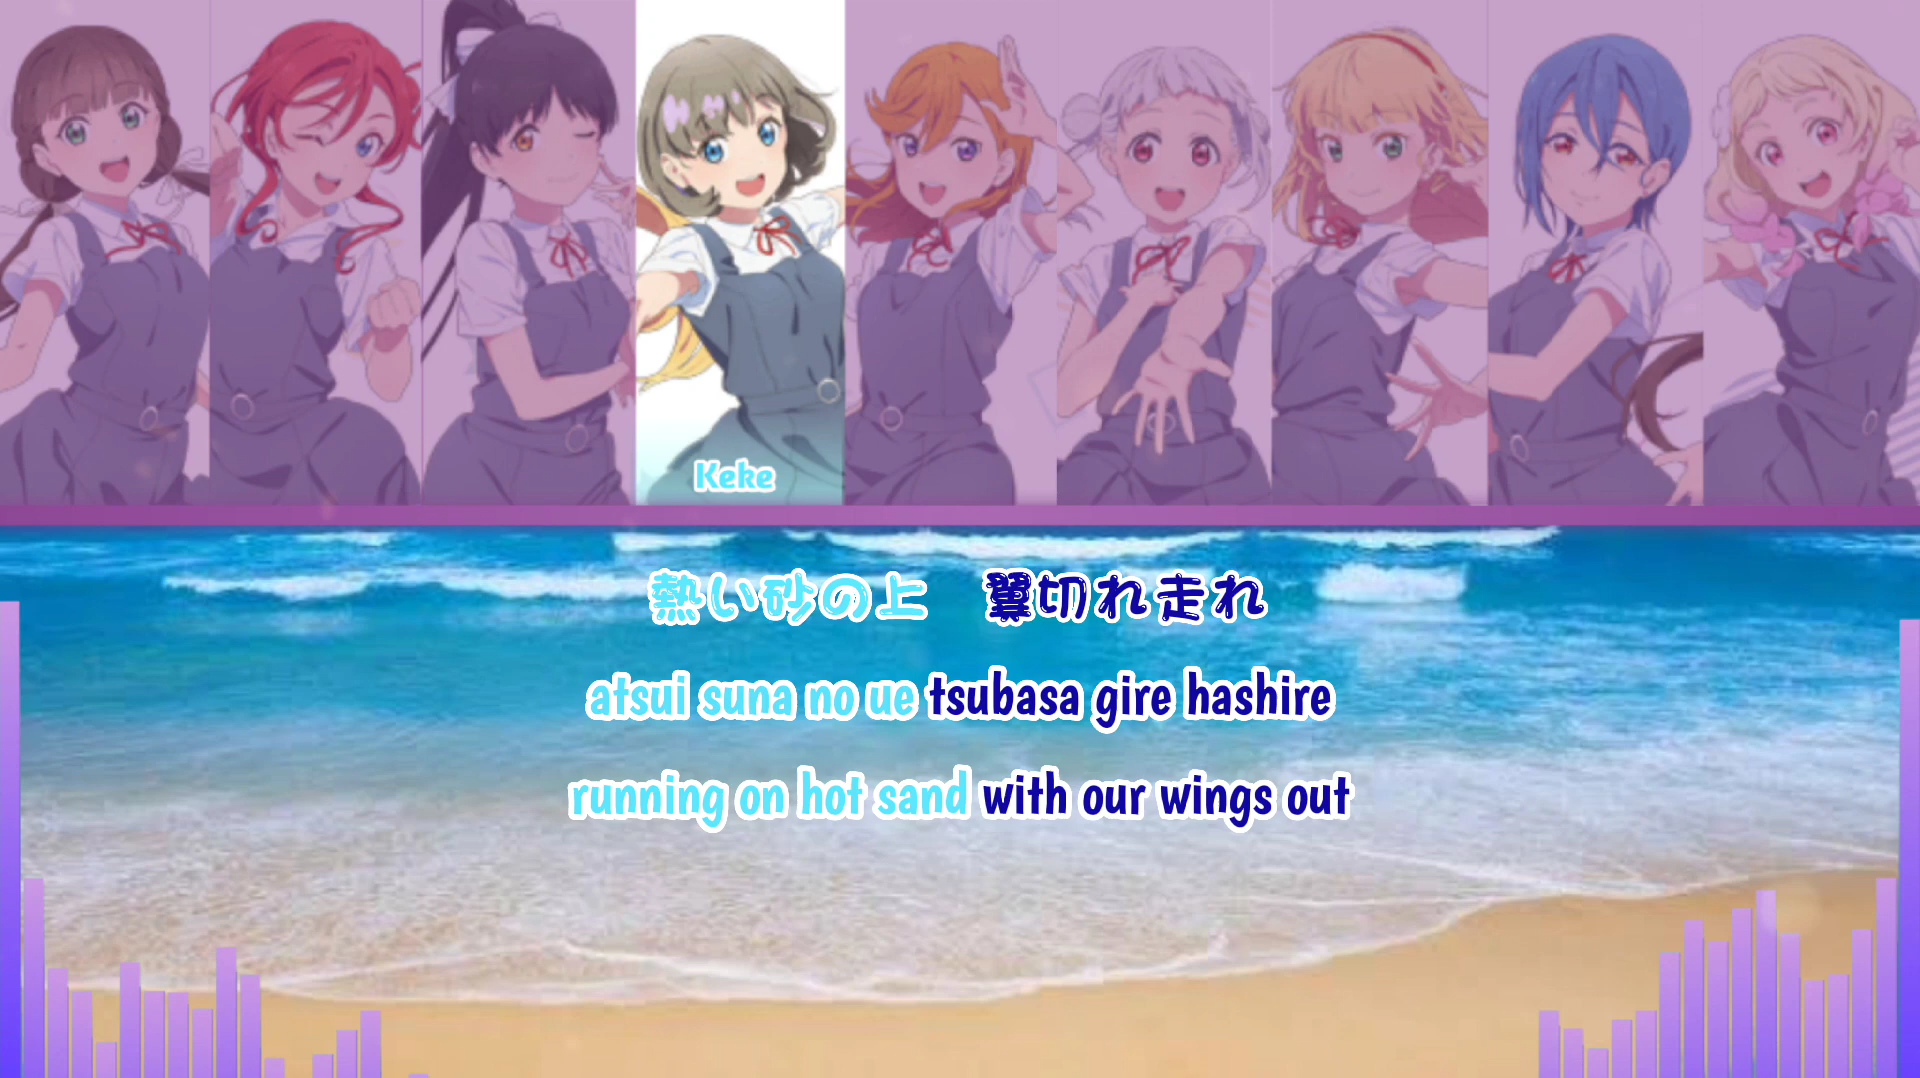 Keke
熱い砂の上　翼切れ走れ
atsui suna no ue tsubasa gire hashire
running on hot sand with our wings out